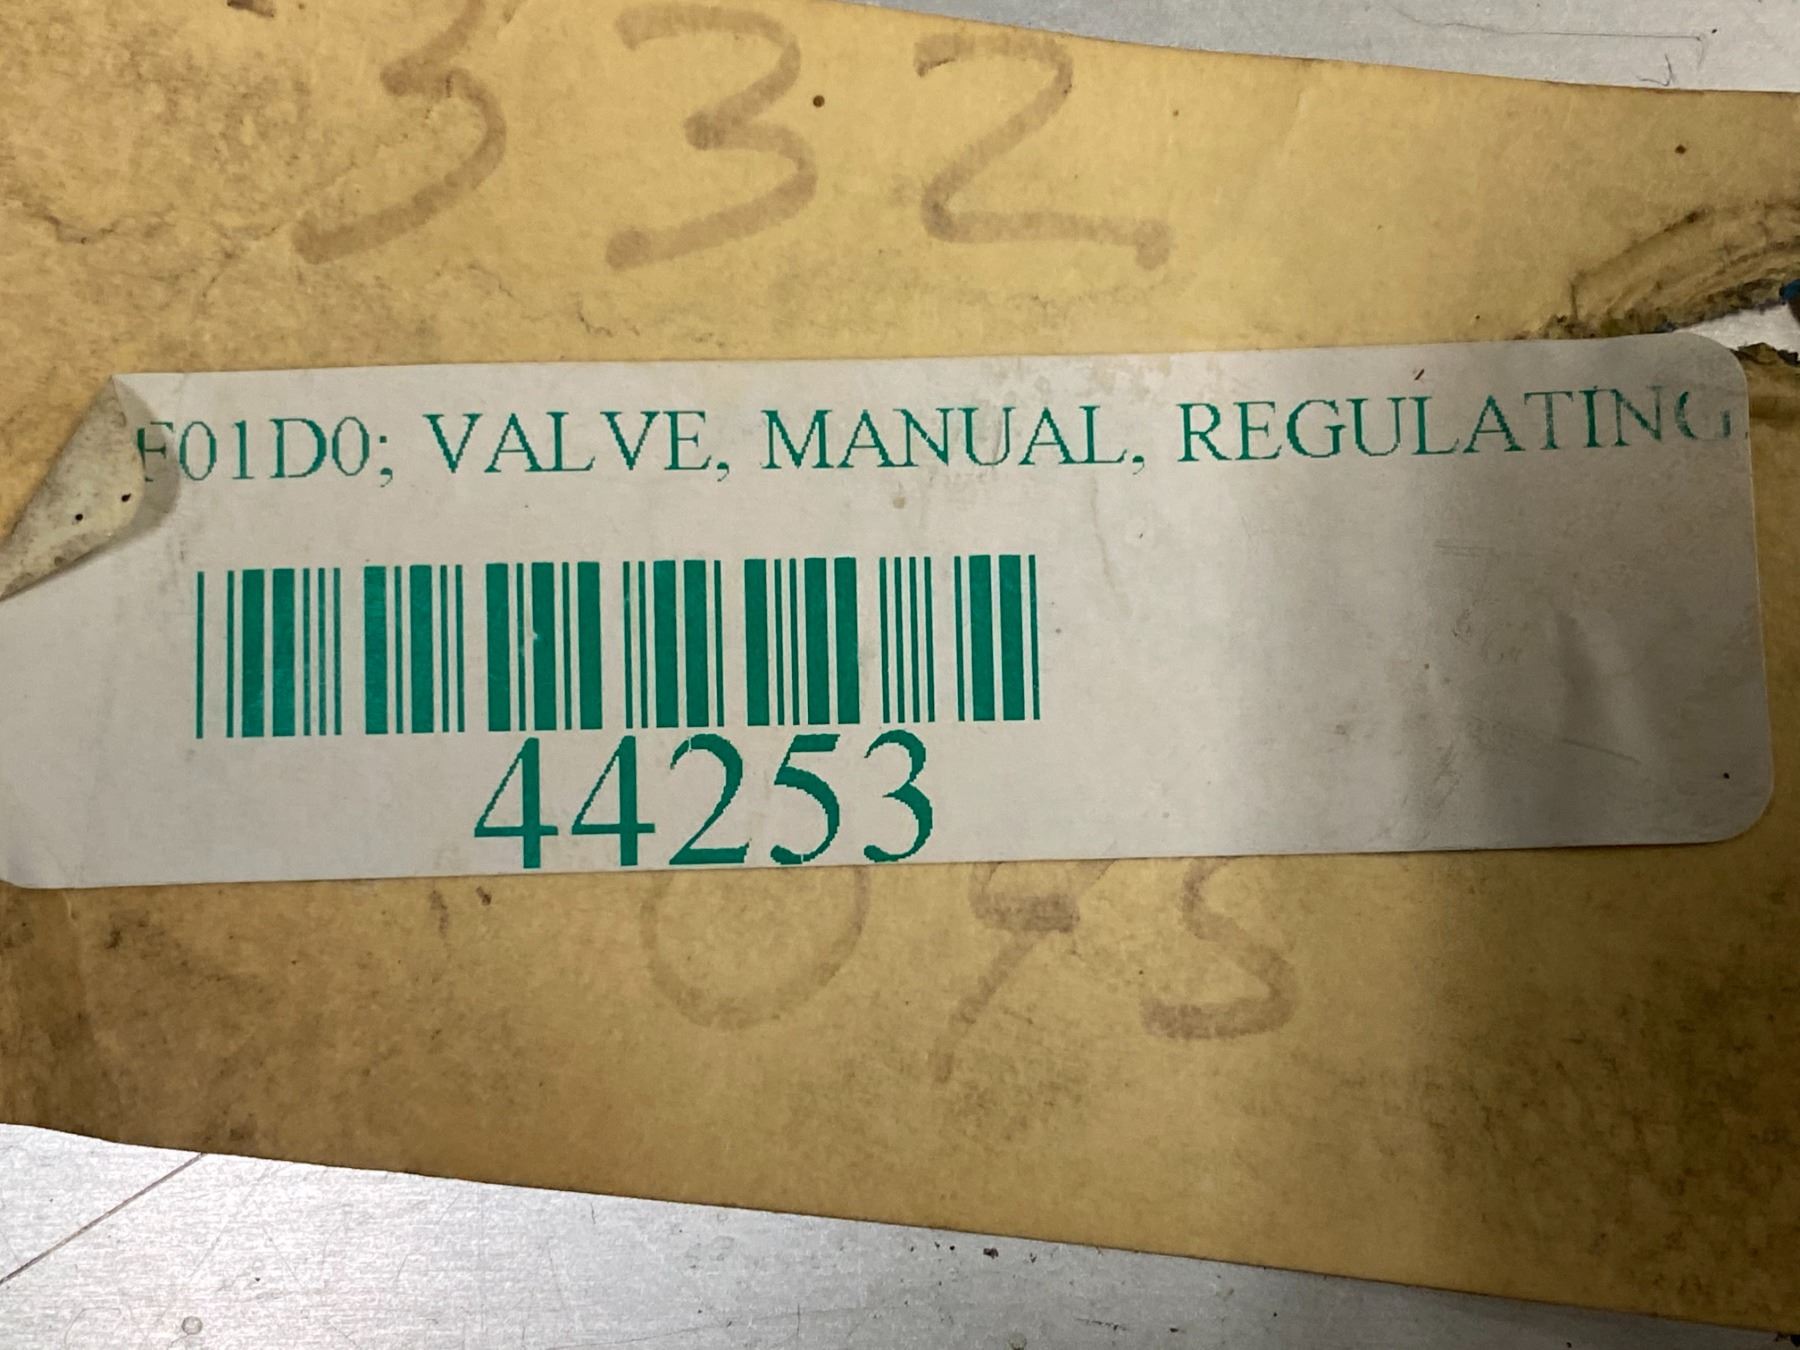 332
F01D0; VALVE, MANUAL, REGULATING,
44253